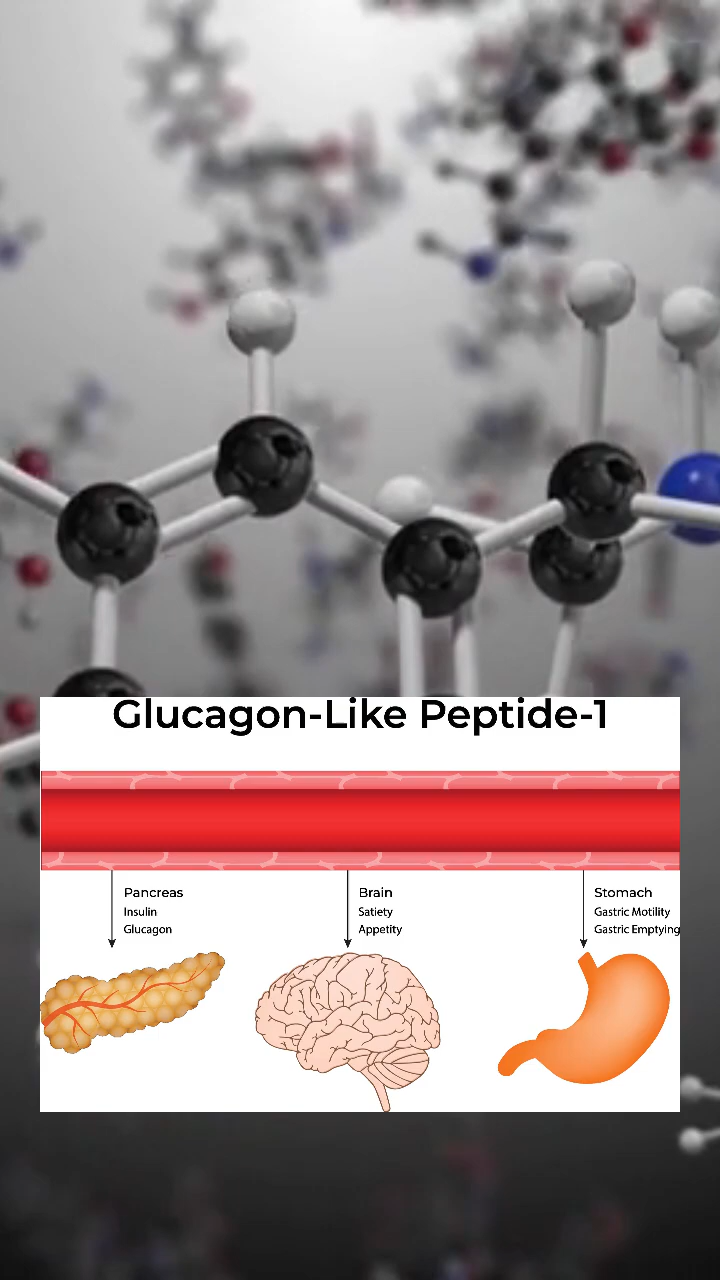 Glucagon-Like Peptide-1
Pancreas
Insulin
Glucagon
Brain
Satiety
Appetity
Stomach
Gastric Motility
Gastric Emptying